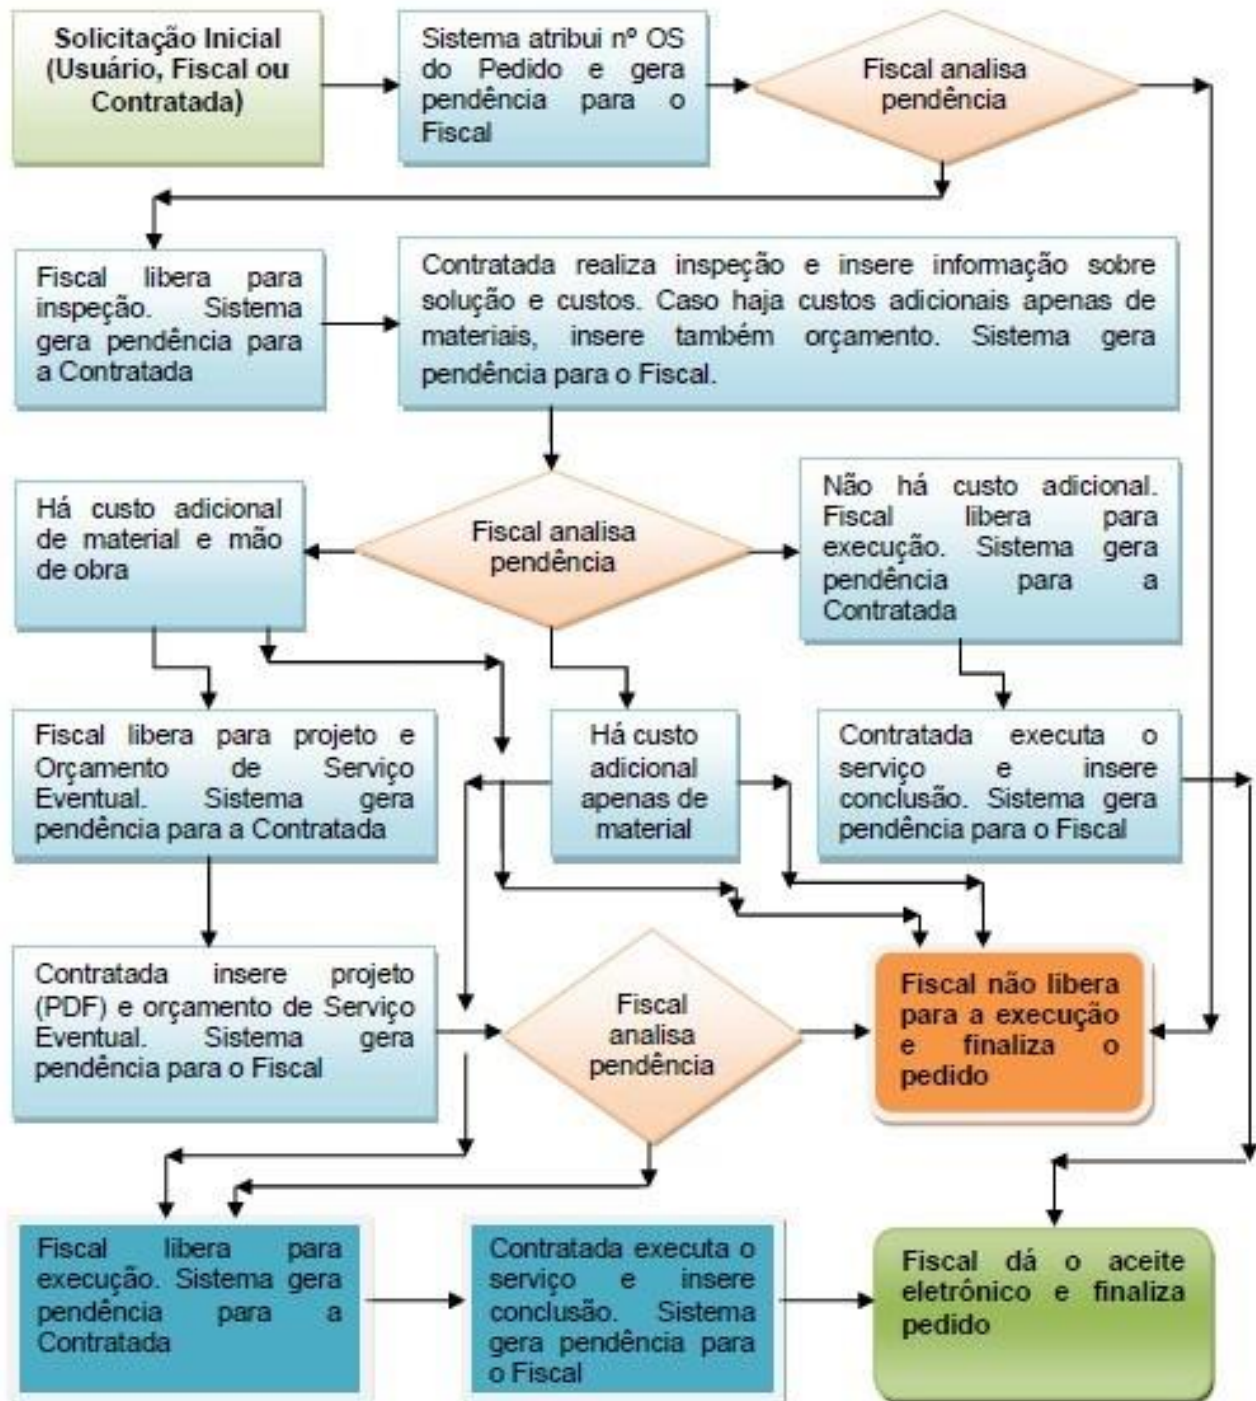 Solicitação Inicial
(Usuário, Fiscal ou
Contratada)
Sistema atribui nº OS
do Pedido e gera
pendência para o
Fiscal
Fiscal analisa
pendência
Fiscal libera para
inspeção. Sistema
gera pendência para
a Contratada
Contratada realiza inspeção e insere informação sobre
solução e custos. Caso haja custos adicionais apenas de
materiais, insere também orçamento. Sistema gera
pendência para o Fiscal.
Há custo adicional
de material e mão
de obra
Fiscal analisa
pendência
Não há custo adicional.
Fiscal libera para
execução. Sistema gera
pendência para a
Contratada
Fiscal libera para projeto e
Orçamento de Serviço
Eventual. Sistema gera
pendência para a Contratada
Há custo
adicional
apenas de
material
Contratada executa o
serviço e insere
conclusão. Sistema gera
pendência para o Fiscal
Contratada insere projeto
(PDF) e orçamento de Serviço
Eventual. Sistema gera
pendência para o Fiscal
Fiscal
analisa
pendência
Fiscal não libera
para a execução
e finaliza o
pedido
Fiscal libera para
execução. Sistema gera
pendência para a
Contratada
Contratada executa o
serviço e insere
conclusão. Sistema
gera pendência para
o Fiscal
Fiscal dá o aceite
eletrônico e finaliza
pedido